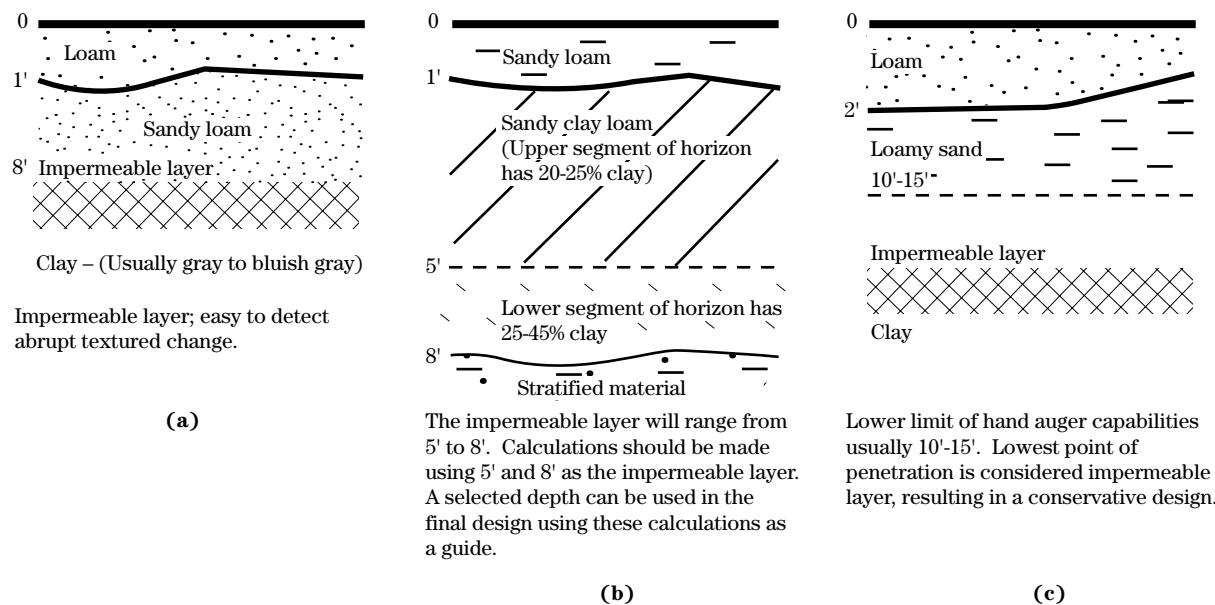 0
Loam
1'
Sandy loam
8' Impermeable layer
Clay – (Usually gray to bluish gray)
Impermeable layer; easy to detect
abrupt textured change.
(a)
0
Sandy loam
1'
Sandy clay loam
(Upper segment of horizon
has 20-25% clay)
5'
Lower segment of horizon has
25-45% clay
8'
Stratified material
The impermeable layer will range from
5' to 8'. Calculations should be made
using 5' and 8' as the impermeable layer.
A selected depth can be used in the
final design using these calculations as
a guide.
(b)
0
Loam
2'
Loamy sand
10'-15'
Impermeable layer
Clay
Lower limit of hand auger capabilities
usually 10'-15'. Lowest point of
penetration is considered impermeable
layer, resulting in a conservative design.
(c)